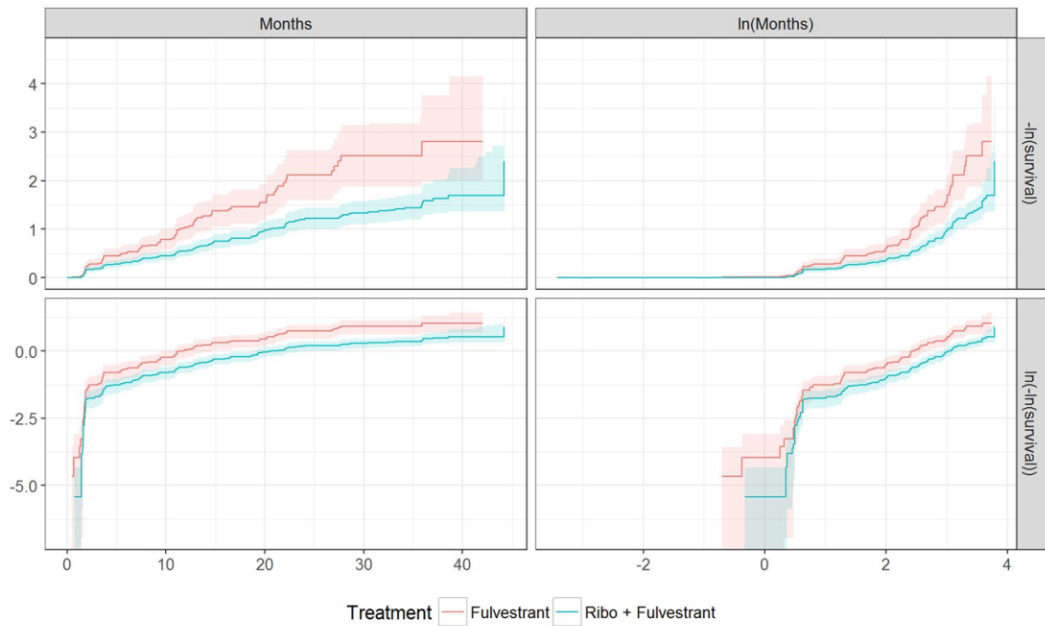 Months
ln(Months)
4
3
2
1
0
-ln(survival)
0.0
-2.5
-5.0
ln(-ln(survival))
0
10
20
30
40
-2
0
2
4
Treatment
Fulvestrant
Ribo + Fulvestrant